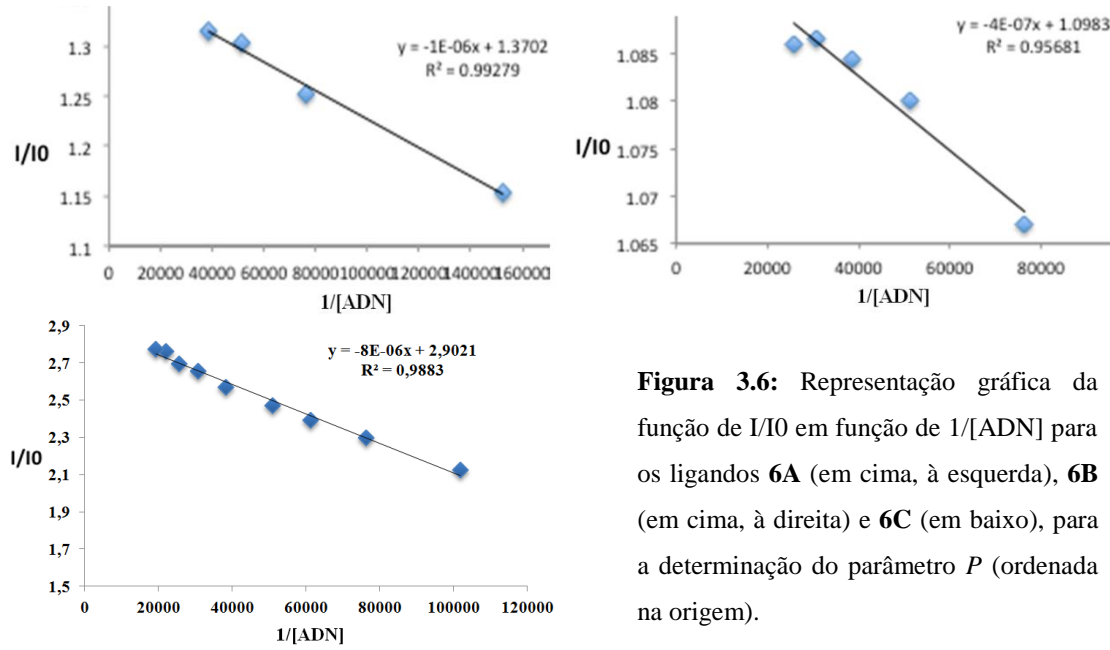 1.3
1.25
1.2
1.15
1.1
I/I0
y = -1E-06x + 1.3702
R² = 0.99279
0 20000 40000 60000 80000 100000 120000 140000 160000
1/[ADN]
1.085
1.08
1.075
1.07
1.065
I/I0
y = -4E-07x + 1.0983
R² = 0.95681
0 20000 40000 60000 80000
1/[ADN]
2,9
2,7
2,5
2,3
2,1
1,9
1,7
1,5
I/I0
y = -8E-06x + 2,9021
R² = 0,9883
0 20000 40000 60000 80000 100000 120000
1/[ADN]
Figura 3.6: Representação gráfica da
função de I/I0 em função de 1/[ADN] para
os ligandos 6A (em cima, à esquerda), 6B
(em cima, à direita) e 6C (em baixo), para
a determinação do parâmetro P (ordenada
na origem).